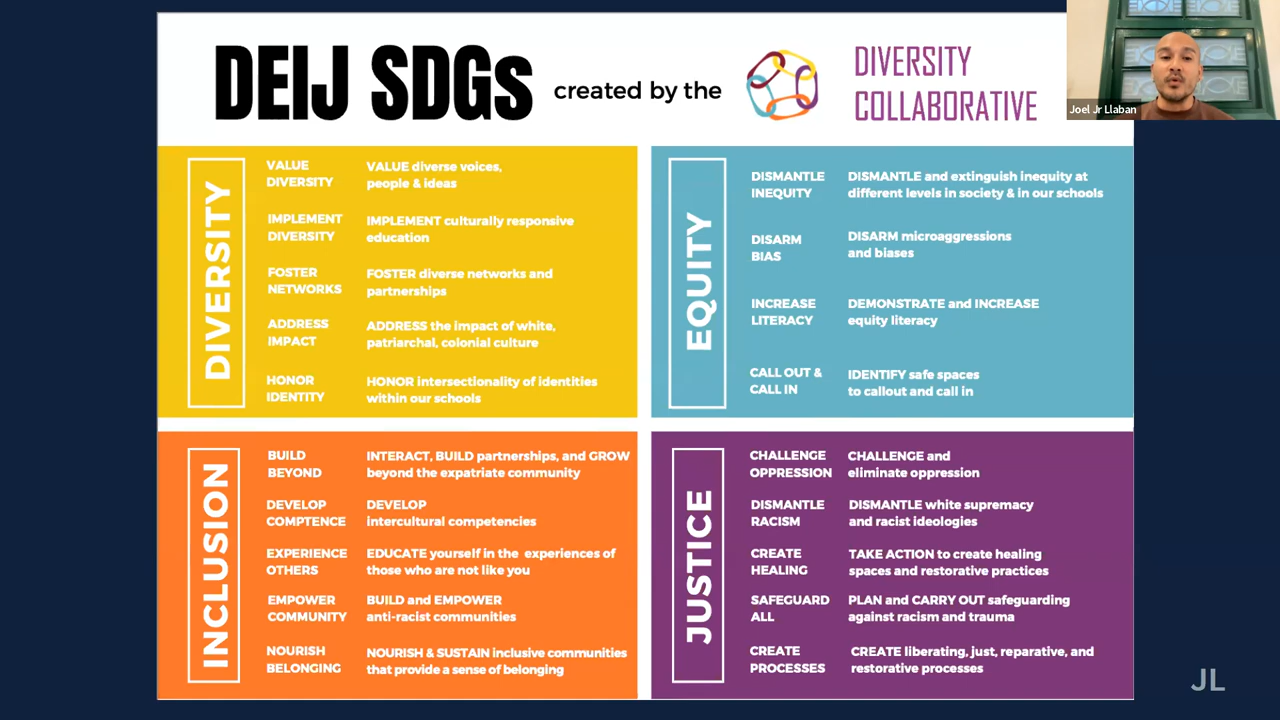 DEIJ SDGs created by the DIVERSITY
COLLABORATIVE
Joel Jr Llaban
DIVERSITY
VALUE
DIVERSITY
VALUE diverse voices,
people & ideas
IMPLEMENT
DIVERSITY
IMPLEMENT culturally responsive
education
FOSTER
NETWORKS
FOSTER diverse networks and
partnerships
ADDRESS
IMPACT
ADDRESS the impact of white,
patriarchal, colonial culture
HONOR
IDENTITY
HONOR intersectionality of identities
within our schools
EQUITY
DISMANTLE
INEQUITY
DISMANTLE and extinguish inequity at
different levels in society & in our schools
DISARM
BIAS
DISARM microaggressions
and biases
INCREASE
LITERACY
DEMONSTRATE and INCREASE
equity literacy
CALL OUT &
CALL IN
IDENTIFY safe spaces
to callout and call in
INCLUSION
BUILD
BEYOND
INTERACT, BUILD partnerships, and GROW
beyond the expatriate community
DEVELOP
COMPTENCE
DEVELOP
intercultural competencies
EXPERIENCE
OTHERS
EDUCATE yourself in the experiences of
those who are not like you
EMPOWER
COMMUNITY
BUILD and EMPOWER
anti-racist communities
NOURISH
BELONGING
NOURISH & SUSTAIN inclusive communities
that provide a sense of belonging
JUSTICE
CHALLENGE
OPPRESSION
CHALLENGE and
eliminate oppression
DISMANTLE
RACISM
DISMANTLE white supremacy
and racist ideologies
CREATE
HEALING
TAKE ACTION to create healing
spaces and restorative practices
SAFEGUARD
ALL
PLAN and CARRY OUT safeguarding
against racism and trauma
CREATE
PROCESSES
CREATE liberating, just, reparative, and
restorative processes
JL